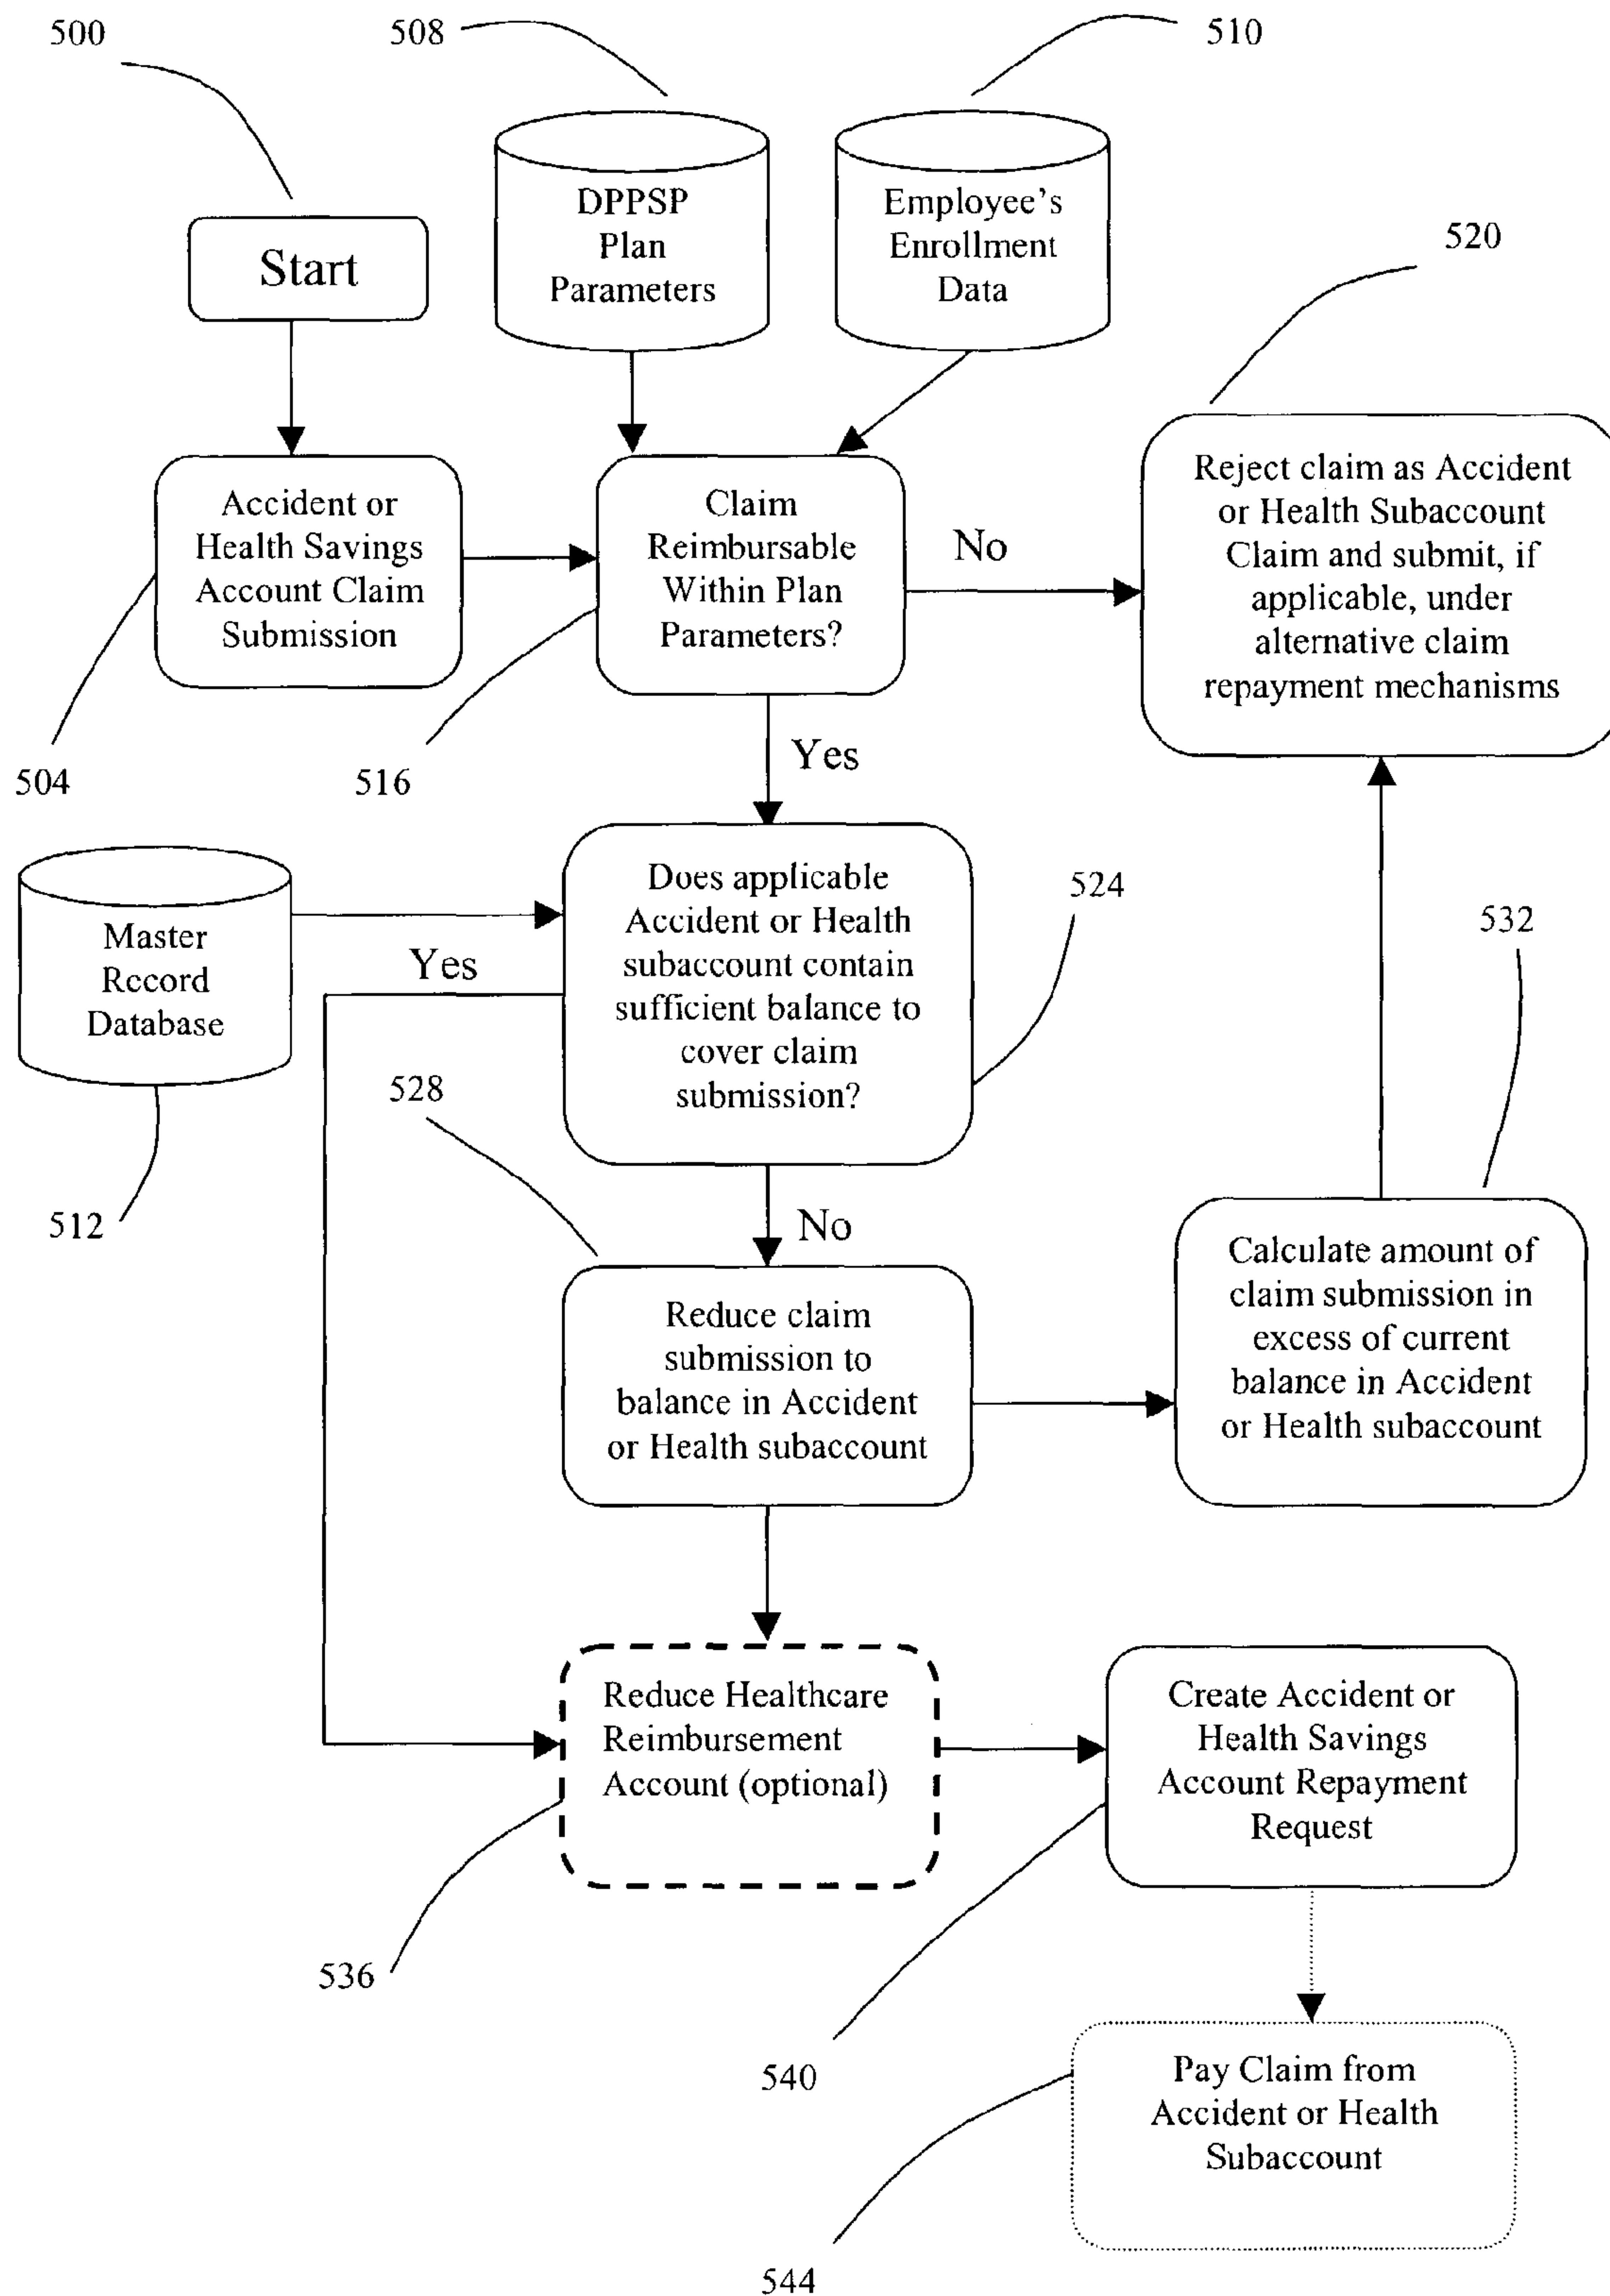 500
508
510
DPPSP
Plan
Parameters
Employee's
Enrollment
Data
Start
520
Accident or
Health Savings
Account Claim
Submission
Claim
Reimbursable
Within Plan
Parameters?
No
Reject claim as Accident
or Health Subaccount
Claim and submit, if
applicable, under
alternative claim
repayment mechanisms
504
516
Yes
Master
Record
Database
Yes
Does applicable
Accident or Health
subaccount contain
sufficient balance to
cover claim
submission?
524
532
528
512
No
Reduce claim
submission to
balance in Accident
or Health subaccount
Calculate amount of
claim submission in
excess of current
balance in Accident
or Health subaccount
Reduce Healthcare
Reimbursement
Account (optional)
Create Accident or
Health Savings
Account Repayment
Request
536
540
Pay Claim from
Accident or Health
Subaccount
544